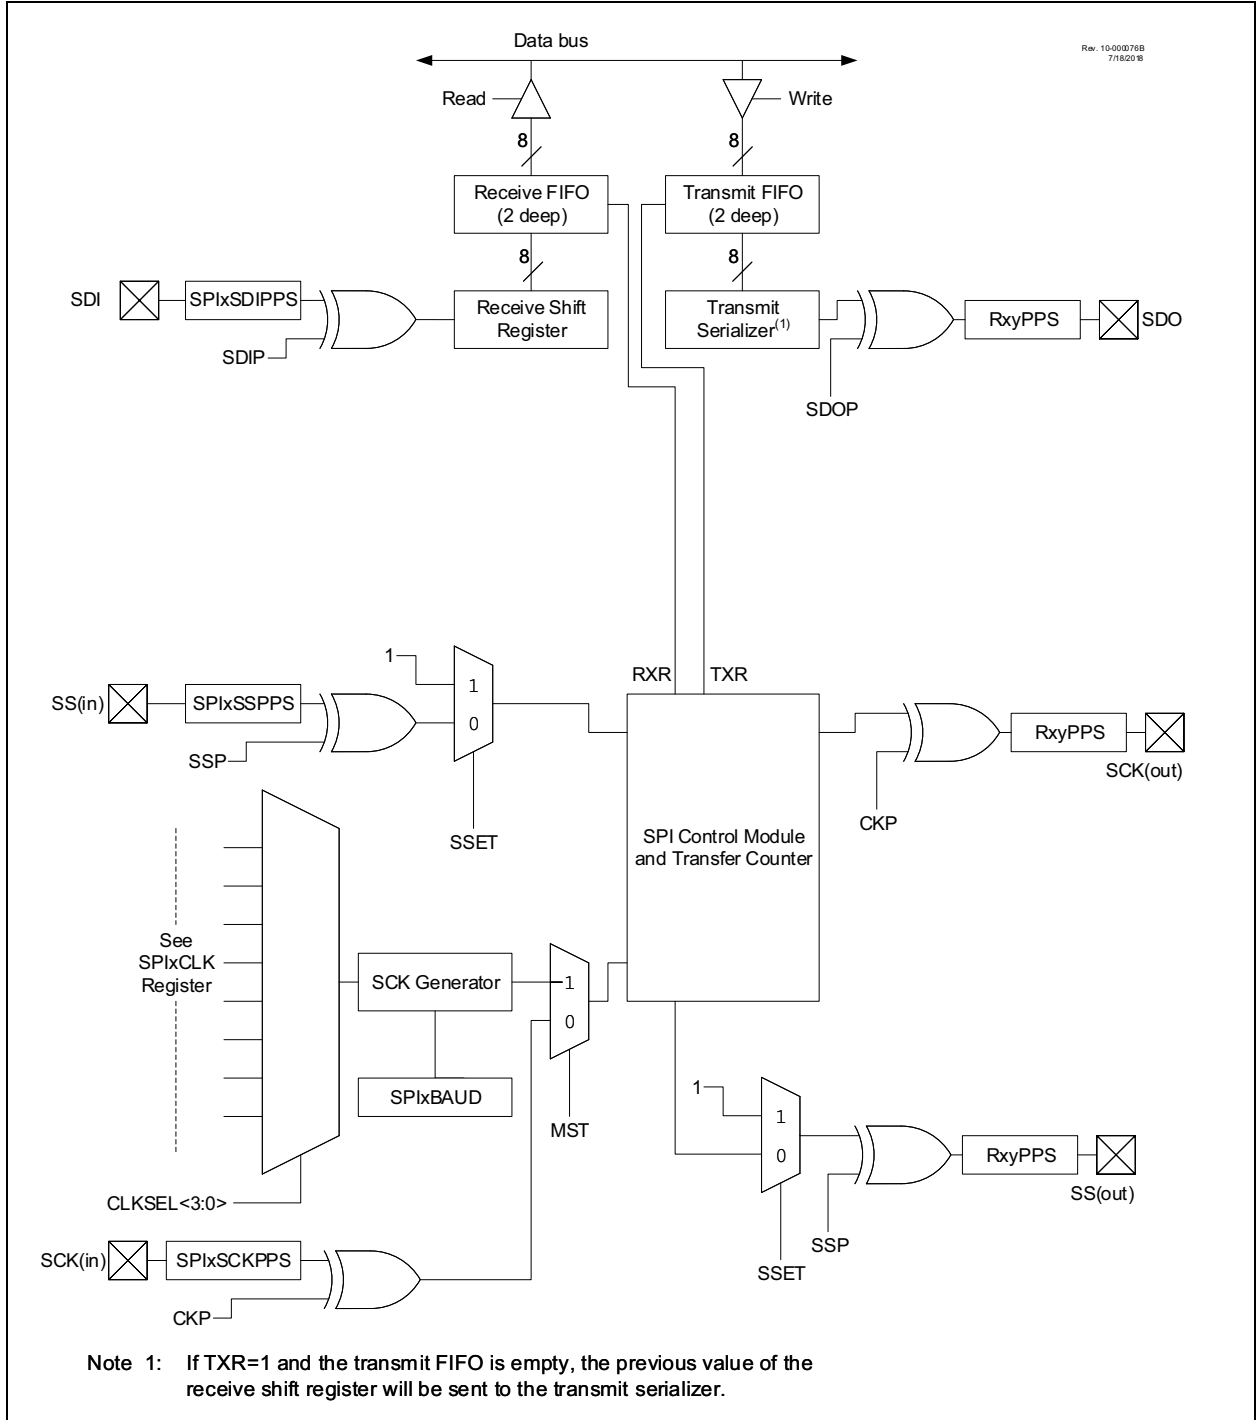 Data bus
Rev. 10-000076B
7/18/2018
Read
Write
8
8
Receive FIFO
(2 deep)
Transmit FIFO
(2 deep)
8
8
SDI
SPIxSDIPPS
Receive Shift
Register
Transmit
Serializer(1)
RxyPPS
SDO
SDIP
SDOP
RXR
TXR
1
SS(in)
SPIxSSPPS
1
0
SSP
SSET
RxyPPS
SCK(out)
CKP
SPI Control Module
and Transfer Counter
See
SPIxCLK
Register
SCK Generator
1
0
SPIxBAUD
MST
1
1
0
RxyPPS
SS(out)
CLKSEL<3:0>
SSP
SSET
SCK(in)
SPIxSCKPPS
CKP
Note 1: If TXR=1 and the transmit FIFO is empty, the previous value of the
receive shift register will be sent to the transmit serializer.